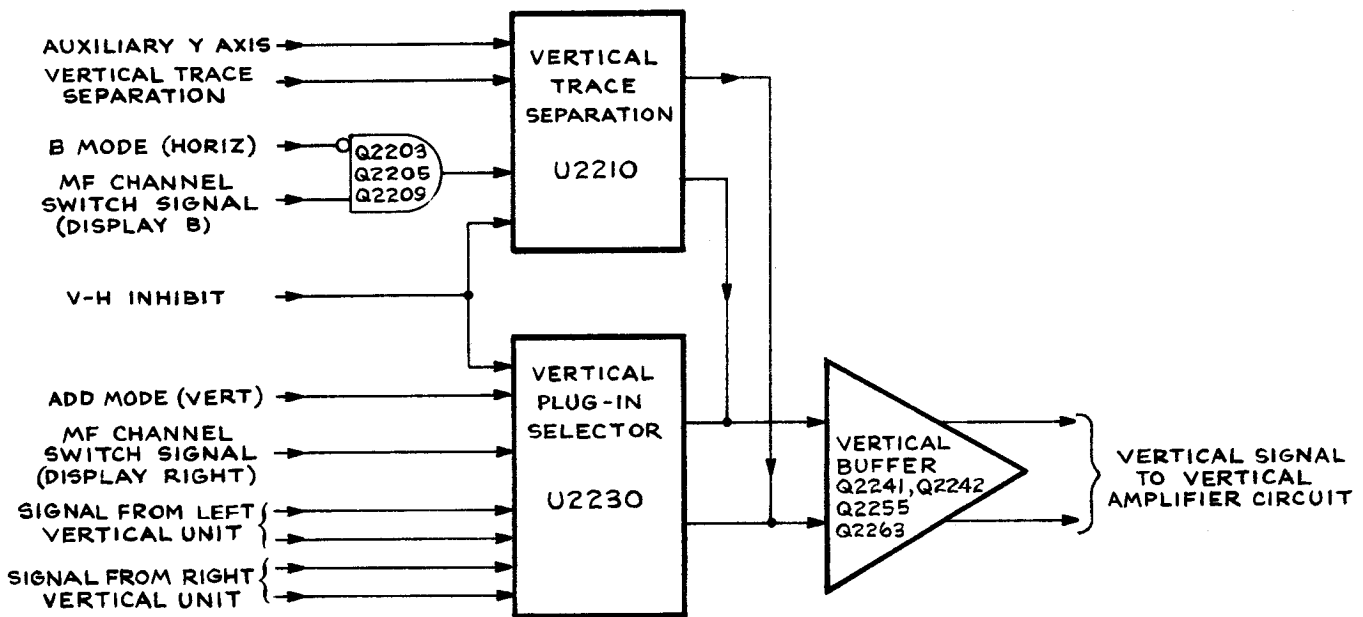 AUXILIARY Y AXIS
VERTICAL TRACE
SEPARATION
B MODE (HORIZ)
MF CHANNEL
SWITCH SIGNAL
(DISPLAY B)
Q2203
Q2205
Q2209
VERTICAL
TRACE
SEPARATION
U2210
V-H INHIBIT
ADD MODE (VERT)
MF CHANNEL
SWITCH SIGNAL
(DISPLAY RIGHT)
SIGNAL FROM LEFT
VERTICAL UNIT
SIGNAL FROM RIGHT
VERTICAL UNIT
VERTICAL
PLUG-IN
SELECTOR
U2230
VERTICAL
BUFFER
Q2241, Q2242
Q2255
Q2263
VERTICAL SIGNAL
TO VERTICAL
AMPLIFIER CIRCUIT